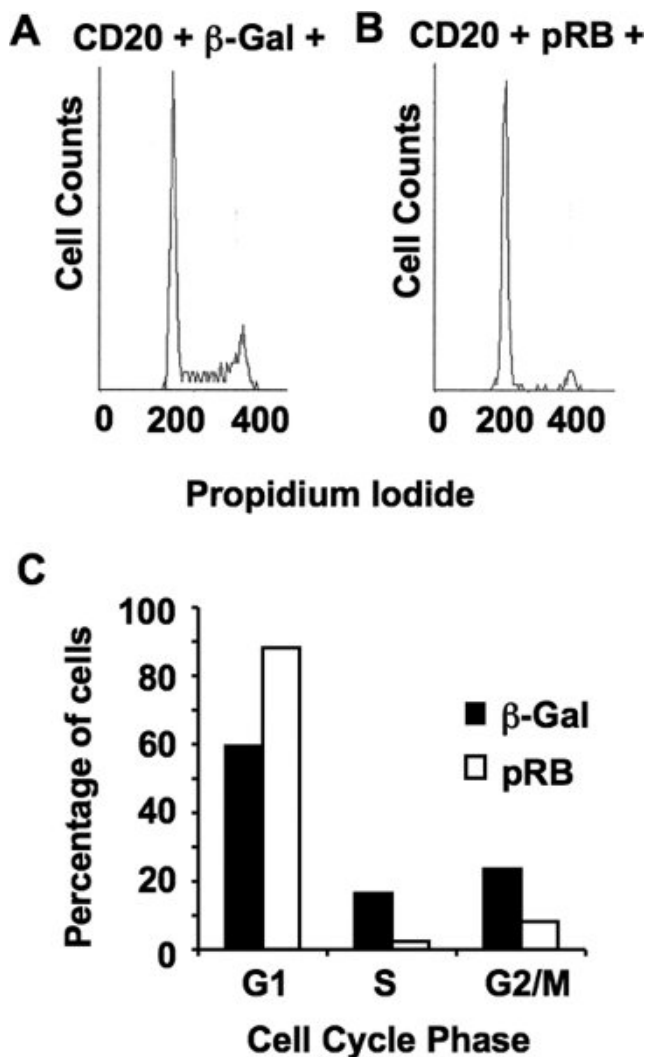 A CD20 + β-Gal +
Cell Counts
0 200 400
B CD20 + pRB +
Cell Counts
0 200 400
Propidium Iodide
C
Percentage of cells
100
80
60
40
20
0
β-Gal
pRB
G1 S G2/M
Cell Cycle Phase